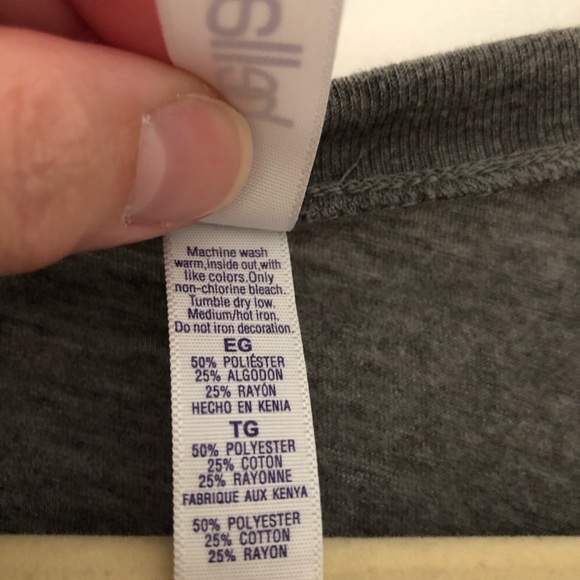 Machine wash
warm,inside out,with
like colors.Only
non-chlorine bleach.
Tumble dry low.
Medium/hot iron.
Do not iron decoration.
EG
50% POLIÉSTER
25% ALGODON
25% RAYÓN
HECHO EN KENIA
TG
50% POLYESTER
25% COTON
25% RAYONNE
FABRIQUE AUX KENYA
50% POLYESTER
25% COTTON
25% RAYON